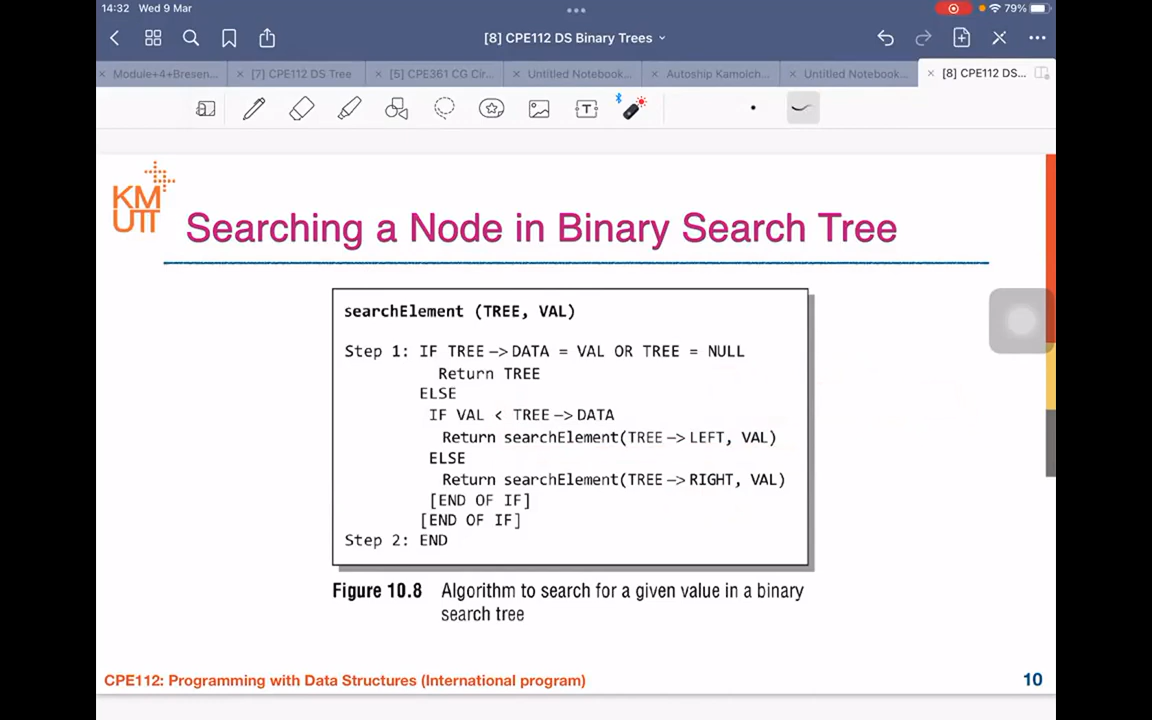 14:32 Wed 9 Mar
79%
[8] CPE112 DS Binary Trees
Module+4+Bresen...
[7] CPE112 DS Tree
[5] CPE361 CG Cir...
Untitled Notebook...
Autoship Kamoich...
Untitled Notebook...
[8] CPE112 DS...
KM
UTT
Searching a Node in Binary Search Tree
searchElement (TREE, VAL)
Step 1: IF TREE -> DATA = VAL OR TREE = NULL
Return TREE
ELSE
IF VAL < TREE -> DATA
Return searchElement(TREE -> LEFT, VAL)
ELSE
Return searchElement(TREE -> RIGHT, VAL)
[END OF IF]
[END OF IF]
Step 2: END
Figure 10.8 Algorithm to search for a given value in a binary
search tree
CPE112: Programming with Data Structures (International program)
10